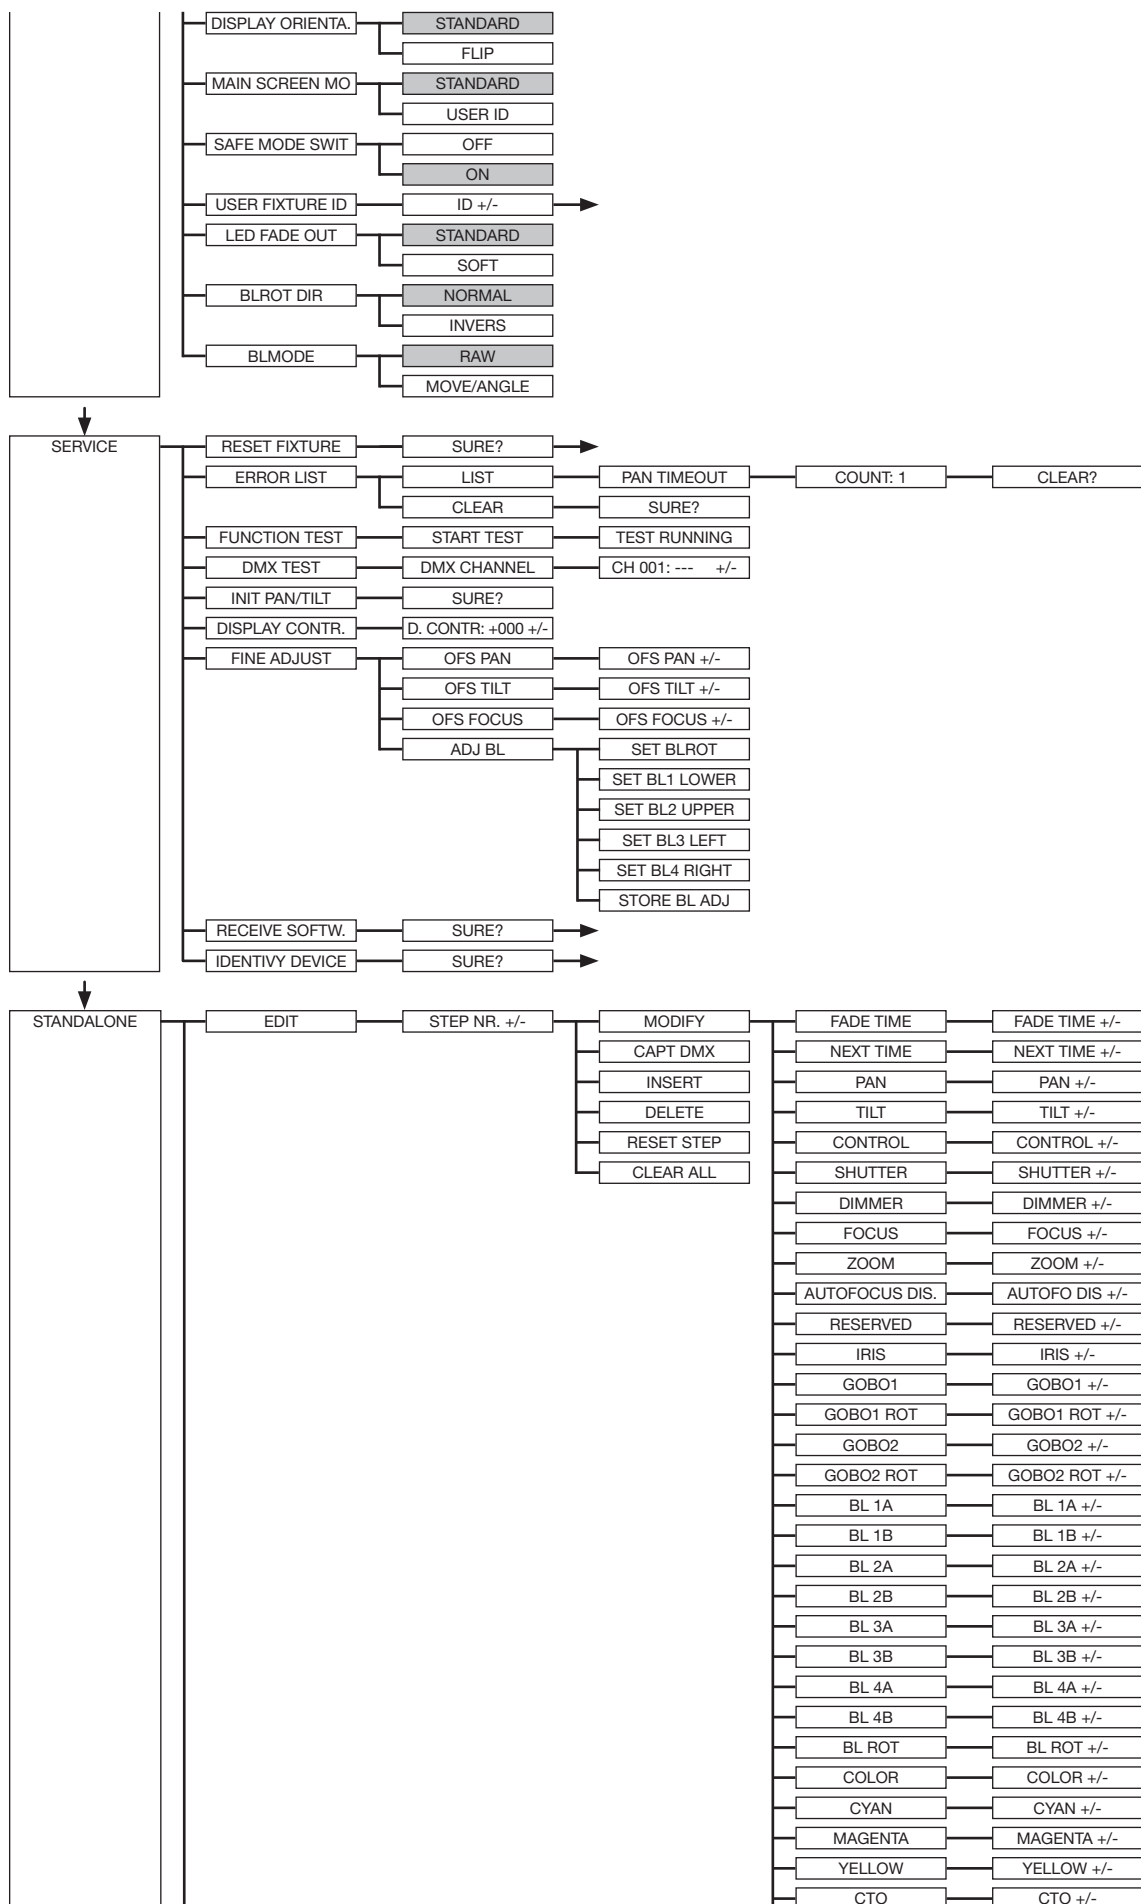 DISPLAY ORIENTA. STANDARD
FLIP
MAIN SCREEN MO STANDARD
USER ID
SAFE MODE SWIT OFF
ON
USER FIXTURE ID ID +/-
LED FADE OUT STANDARD
SOFT
BLROT DIR NORMAL
INVERS
BLMODE RAW
MOVE/ANGLE
SERVICE RESET FIXTURE SURE?
ERROR LIST LIST PAN TIMEOUT COUNT: 1 CLEAR?
CLEAR SURE?
FUNCTION TEST START TEST TEST RUNNING
DMX TEST DMX CHANNEL CH 001: --- +/-
INIT PAN/TILT SURE?
DISPLAY CONTR. D. CONTR: +000 +/-
FINE ADJUST OFS PAN OFS PAN +/-
OFS TILT OFS TILT +/-
OFS FOCUS OFS FOCUS +/-
ADJ BL SET BLROT
SET BL1 LOWER
SET BL2 UPPER
SET BL3 LEFT
SET BL4 RIGHT
STORE BL ADJ
RECEIVE SOFTW. SURE?
IDENTIVY DEVICE SURE?
STANDALONE EDIT STEP NR. +/- MODIFY FADE TIME FADE TIME +/-
CAPT DMX NEXT TIME NEXT TIME +/-
INSERT PAN PAN +/-
DELETE TILT TILT +/-
RESET STEP CONTROL CONTROL +/-
CLEAR ALL SHUTTER SHUTTER +/-
DIMMER DIMMER +/-
FOCUS FOCUS +/-
ZOOM ZOOM +/-
AUTOFOCUS DIS. AUTOFO DIS +/-
RESERVED RESERVED +/-
IRIS IRIS +/-
GOBO1 GOBO1 +/-
GOBO1 ROT GOBO1 ROT +/-
GOBO2 GOBO2 +/-
GOBO2 ROT GOBO2 ROT +/-
BL 1A BL 1A +/-
BL 1B BL 1B +/-
BL 2A BL 2A +/-
BL 2B BL 2B +/-
BL 3A BL 3A +/-
BL 3B BL 3B +/-
BL 4A BL 4A +/-
BL 4B BL 4B +/-
BL ROT BL ROT +/-
COLOR COLOR +/-
CYAN CYAN +/-
MAGENTA MAGENTA +/-
YELLOW YELLOW +/-
CTO CTO +/-